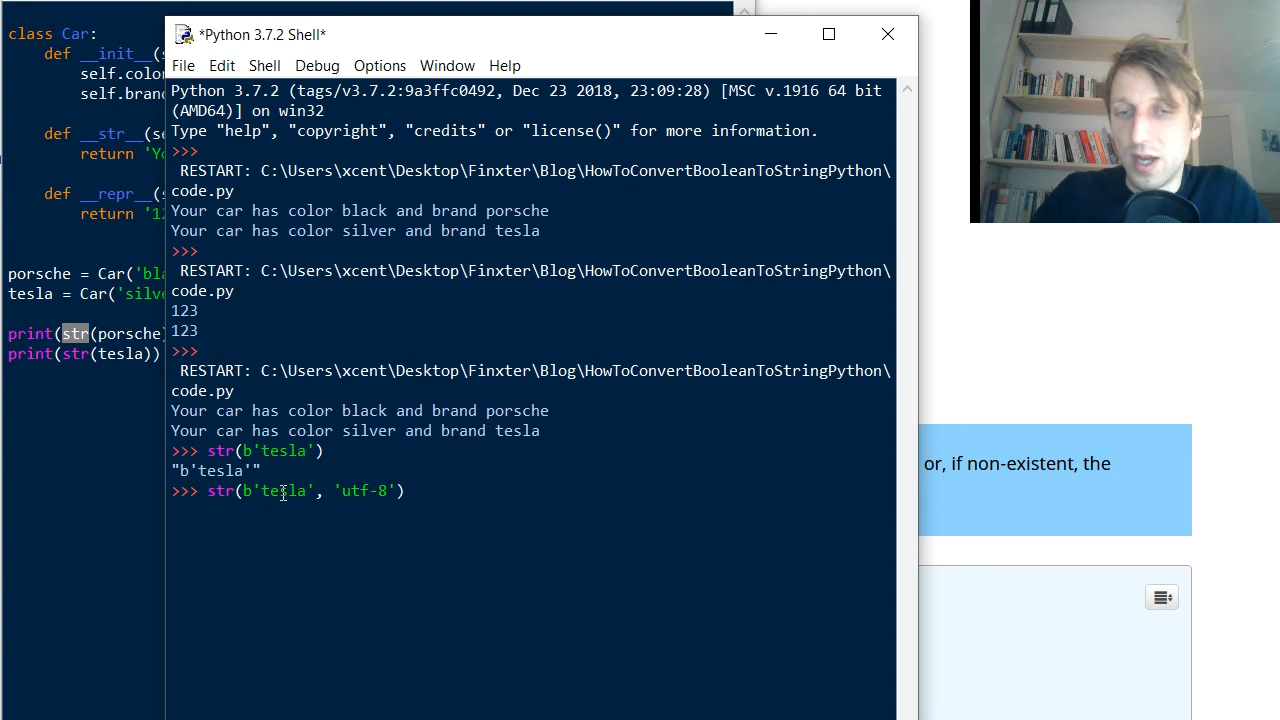 class Car:
def __init__(s
self.color
self.brand
def __str__(se
return 'Yo
def __repr__(s
return '12
porsche = Car('bla
tesla = Car('silve
print(str(porsche)
print(str(tesla))
*Python 3.7.2 Shell*
File Edit Shell Debug Options Window Help
Python 3.7.2 (tags/v3.7.2:9a3ffc0492, Dec 23 2018, 23:09:28) [MSC v.1916 64 bit
(AMD64)] on win32
Type "help", "copyright", "credits" or "license()" for more information.
>>>
RESTART: C:\Users\xcent\Desktop\Finxter\Blog\HowToConvertBooleanToStringPython\
code.py
Your car has color black and brand porsche
Your car has color silver and brand tesla
>>>
RESTART: C:\Users\xcent\Desktop\Finxter\Blog\HowToConvertBooleanToStringPython\
code.py
123
123
>>>
RESTART: C:\Users\xcent\Desktop\Finxter\Blog\HowToConvertBooleanToStringPython\
code.py
Your car has color black and brand porsche
Your car has color silver and brand tesla
>>> str(b'tesla')
"b'tesla'"
>>> str(b'tesla', 'utf-8')
or, if non-existent, the